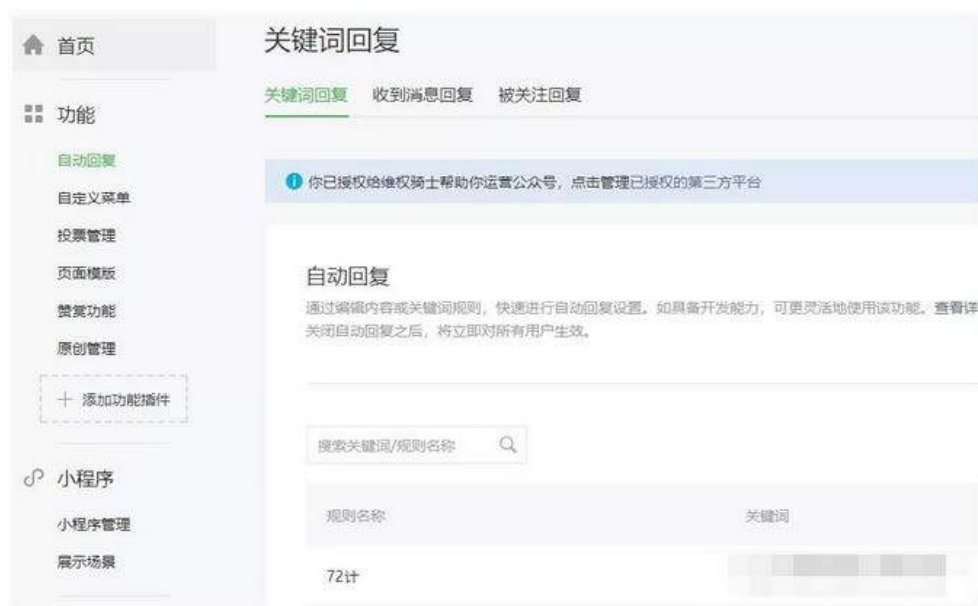 首页
功能
自动回复
自定义菜单
投票管理
页面模版
赞赏功能
原创管理
添加功能插件
小程序
小程序管理
展示场景
关键词回复
关键词回复 收到消息回复 被关注回复
你已授权给维权骑士帮助你运营公众号，点击管理已授权的第三方平台
自动回复
通过编辑内容或关键词规则，快速进行自动回复设置。如具备开发能力，可更灵活地使用该功能。查看详
关闭自动回复之后，将立即对所有用户生效。
搜索关键词/规则名称
规则名称 关键词
72计